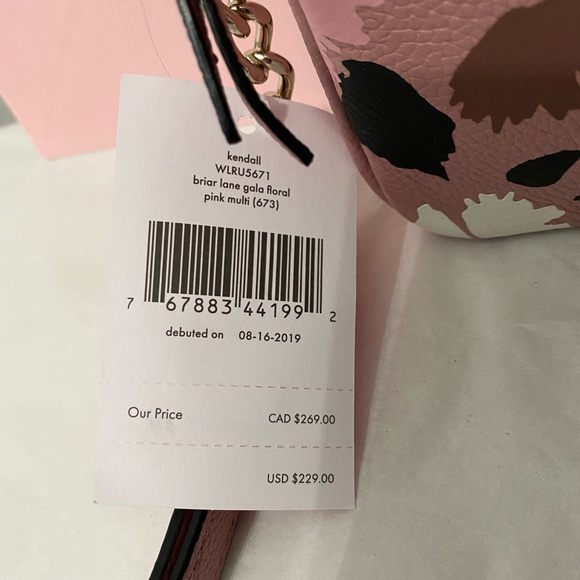 kendall
WLRU5671
briar lane gala floral
pink multi (673)
7 67883 44199 2
debuted on 08-16-2019
Our Price CAD $269.00
USD $229.00